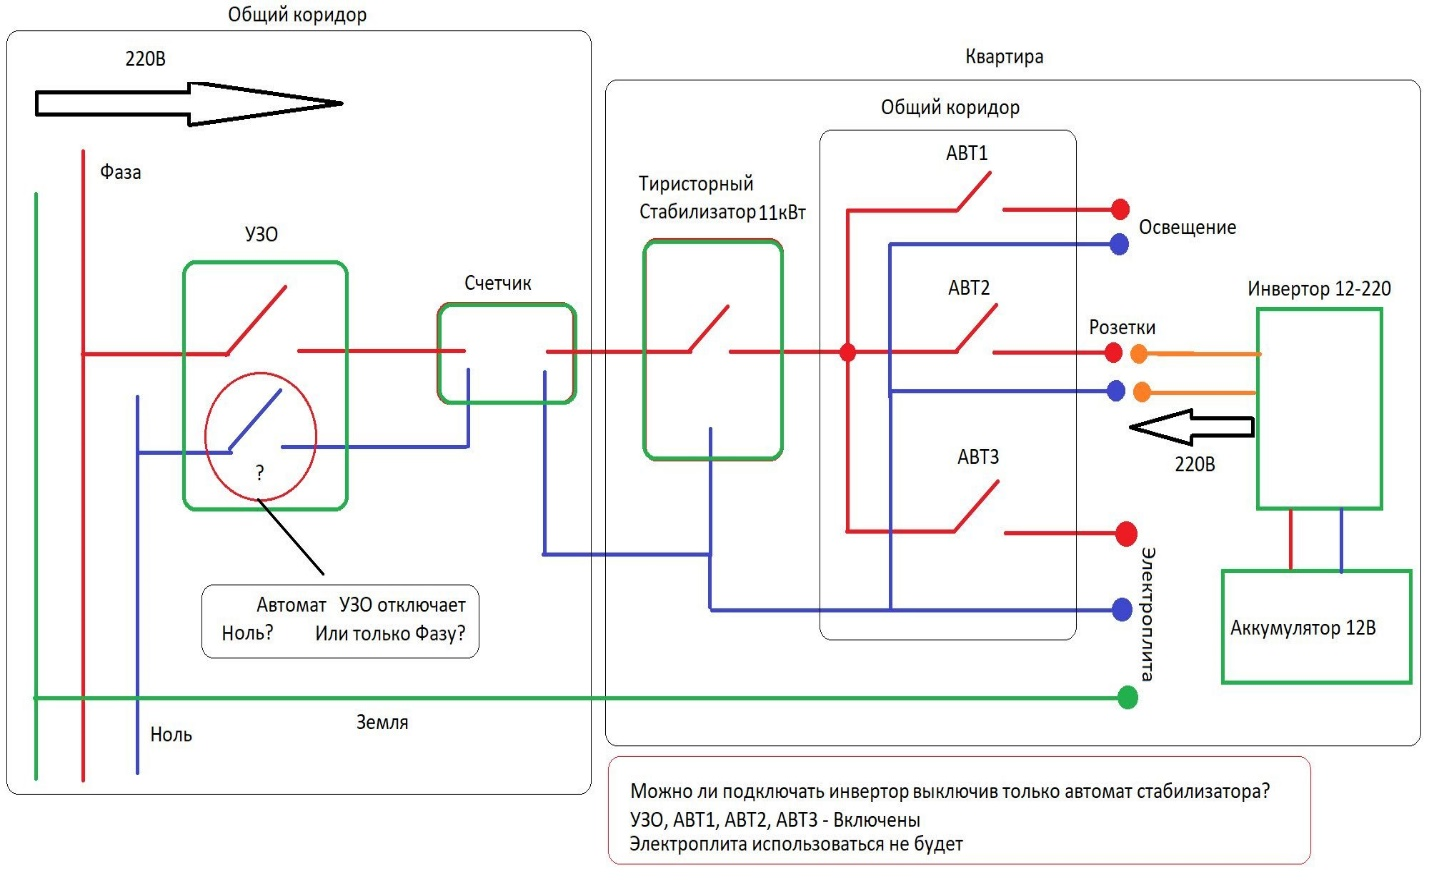 Общий коридор
220В
Фаза
УЗО
Счетчик
?
Автомат УЗО отключает
Ноль? Или только Фазу?
Земля
Ноль
Квартира
Общий коридор
Тиристорный
Стабилизатор 11кВт
АВТ1
Освещение
АВТ2
Розетки
Инвертор 12-220
220В
АВТ3
Электроплита
Аккумулятор 12В
Можно ли подключать инвертор выключив только автомат стабилизатора?
УЗО, АВТ1, АВТ2, АВТ3 - Включены
Электроплита использоваться не будет